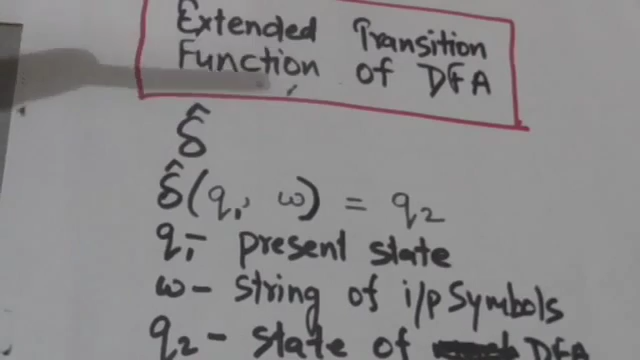 Extended Transition
Function of DFA
δ̂
δ̂(q₁, ω) = q₂
q₁- present state
ω- string of i/p symbols
q₂- state of DFA